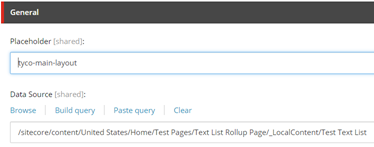 General
Placeholder [shared]:
tyco-main-layout
Data Source [shared]:
Browse Build query Paste query Clear
/sitecore/content/United States/Home/Test Pages/Text List Rollup Page/_LocalContent/Test Text List